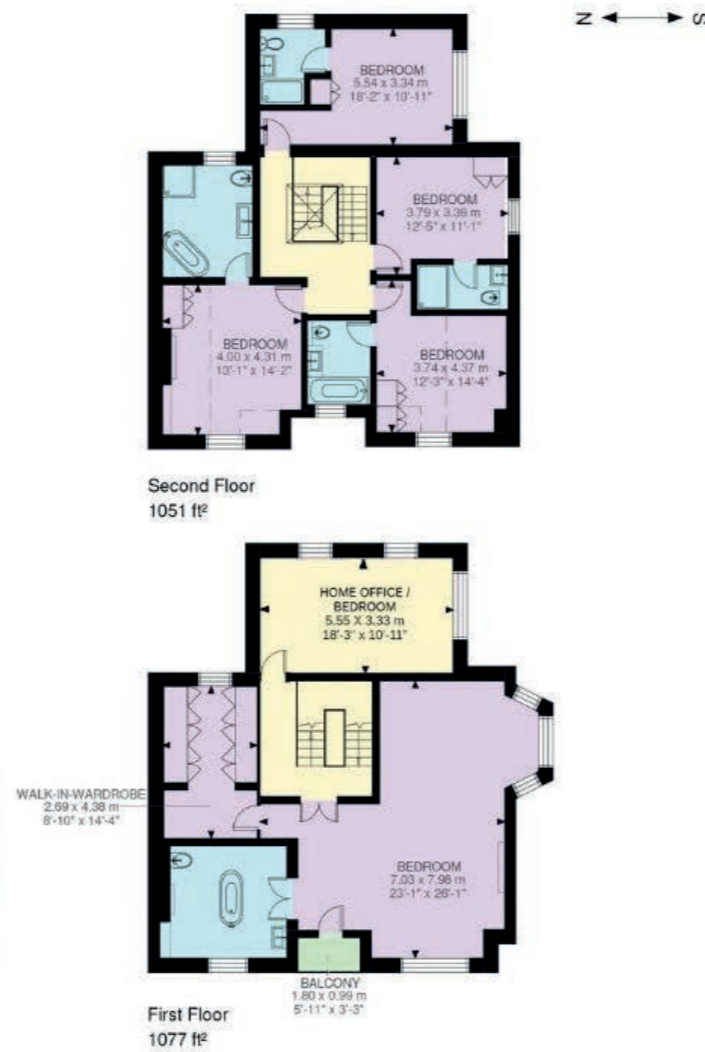 N S
BEDROOM
5.54 x 3.34 m
18'-2" x 10'-11"
BEDROOM
3.79 x 3.39 m
12'-5" x 11'-1"
BEDROOM
4.00 x 4.31 m
13'-1" x 14'-2"
BEDROOM
3.74 x 4.37 m
12'-3" x 14'-4"
Second Floor
1051 ft²
HOME OFFICE /
BEDROOM
5.55 X 3.33 m
18'-3" x 10'-11"
WALK-IN-WARDROBE
2.69 x 4.38 m
8'-10" x 14'-4"
BEDROOM
7.03 x 7.96 m
23'-1" x 26'-1"
BALCONY
1.80 x 0.99 m
5'-11" x 3'-3"
First Floor
1077 ft²